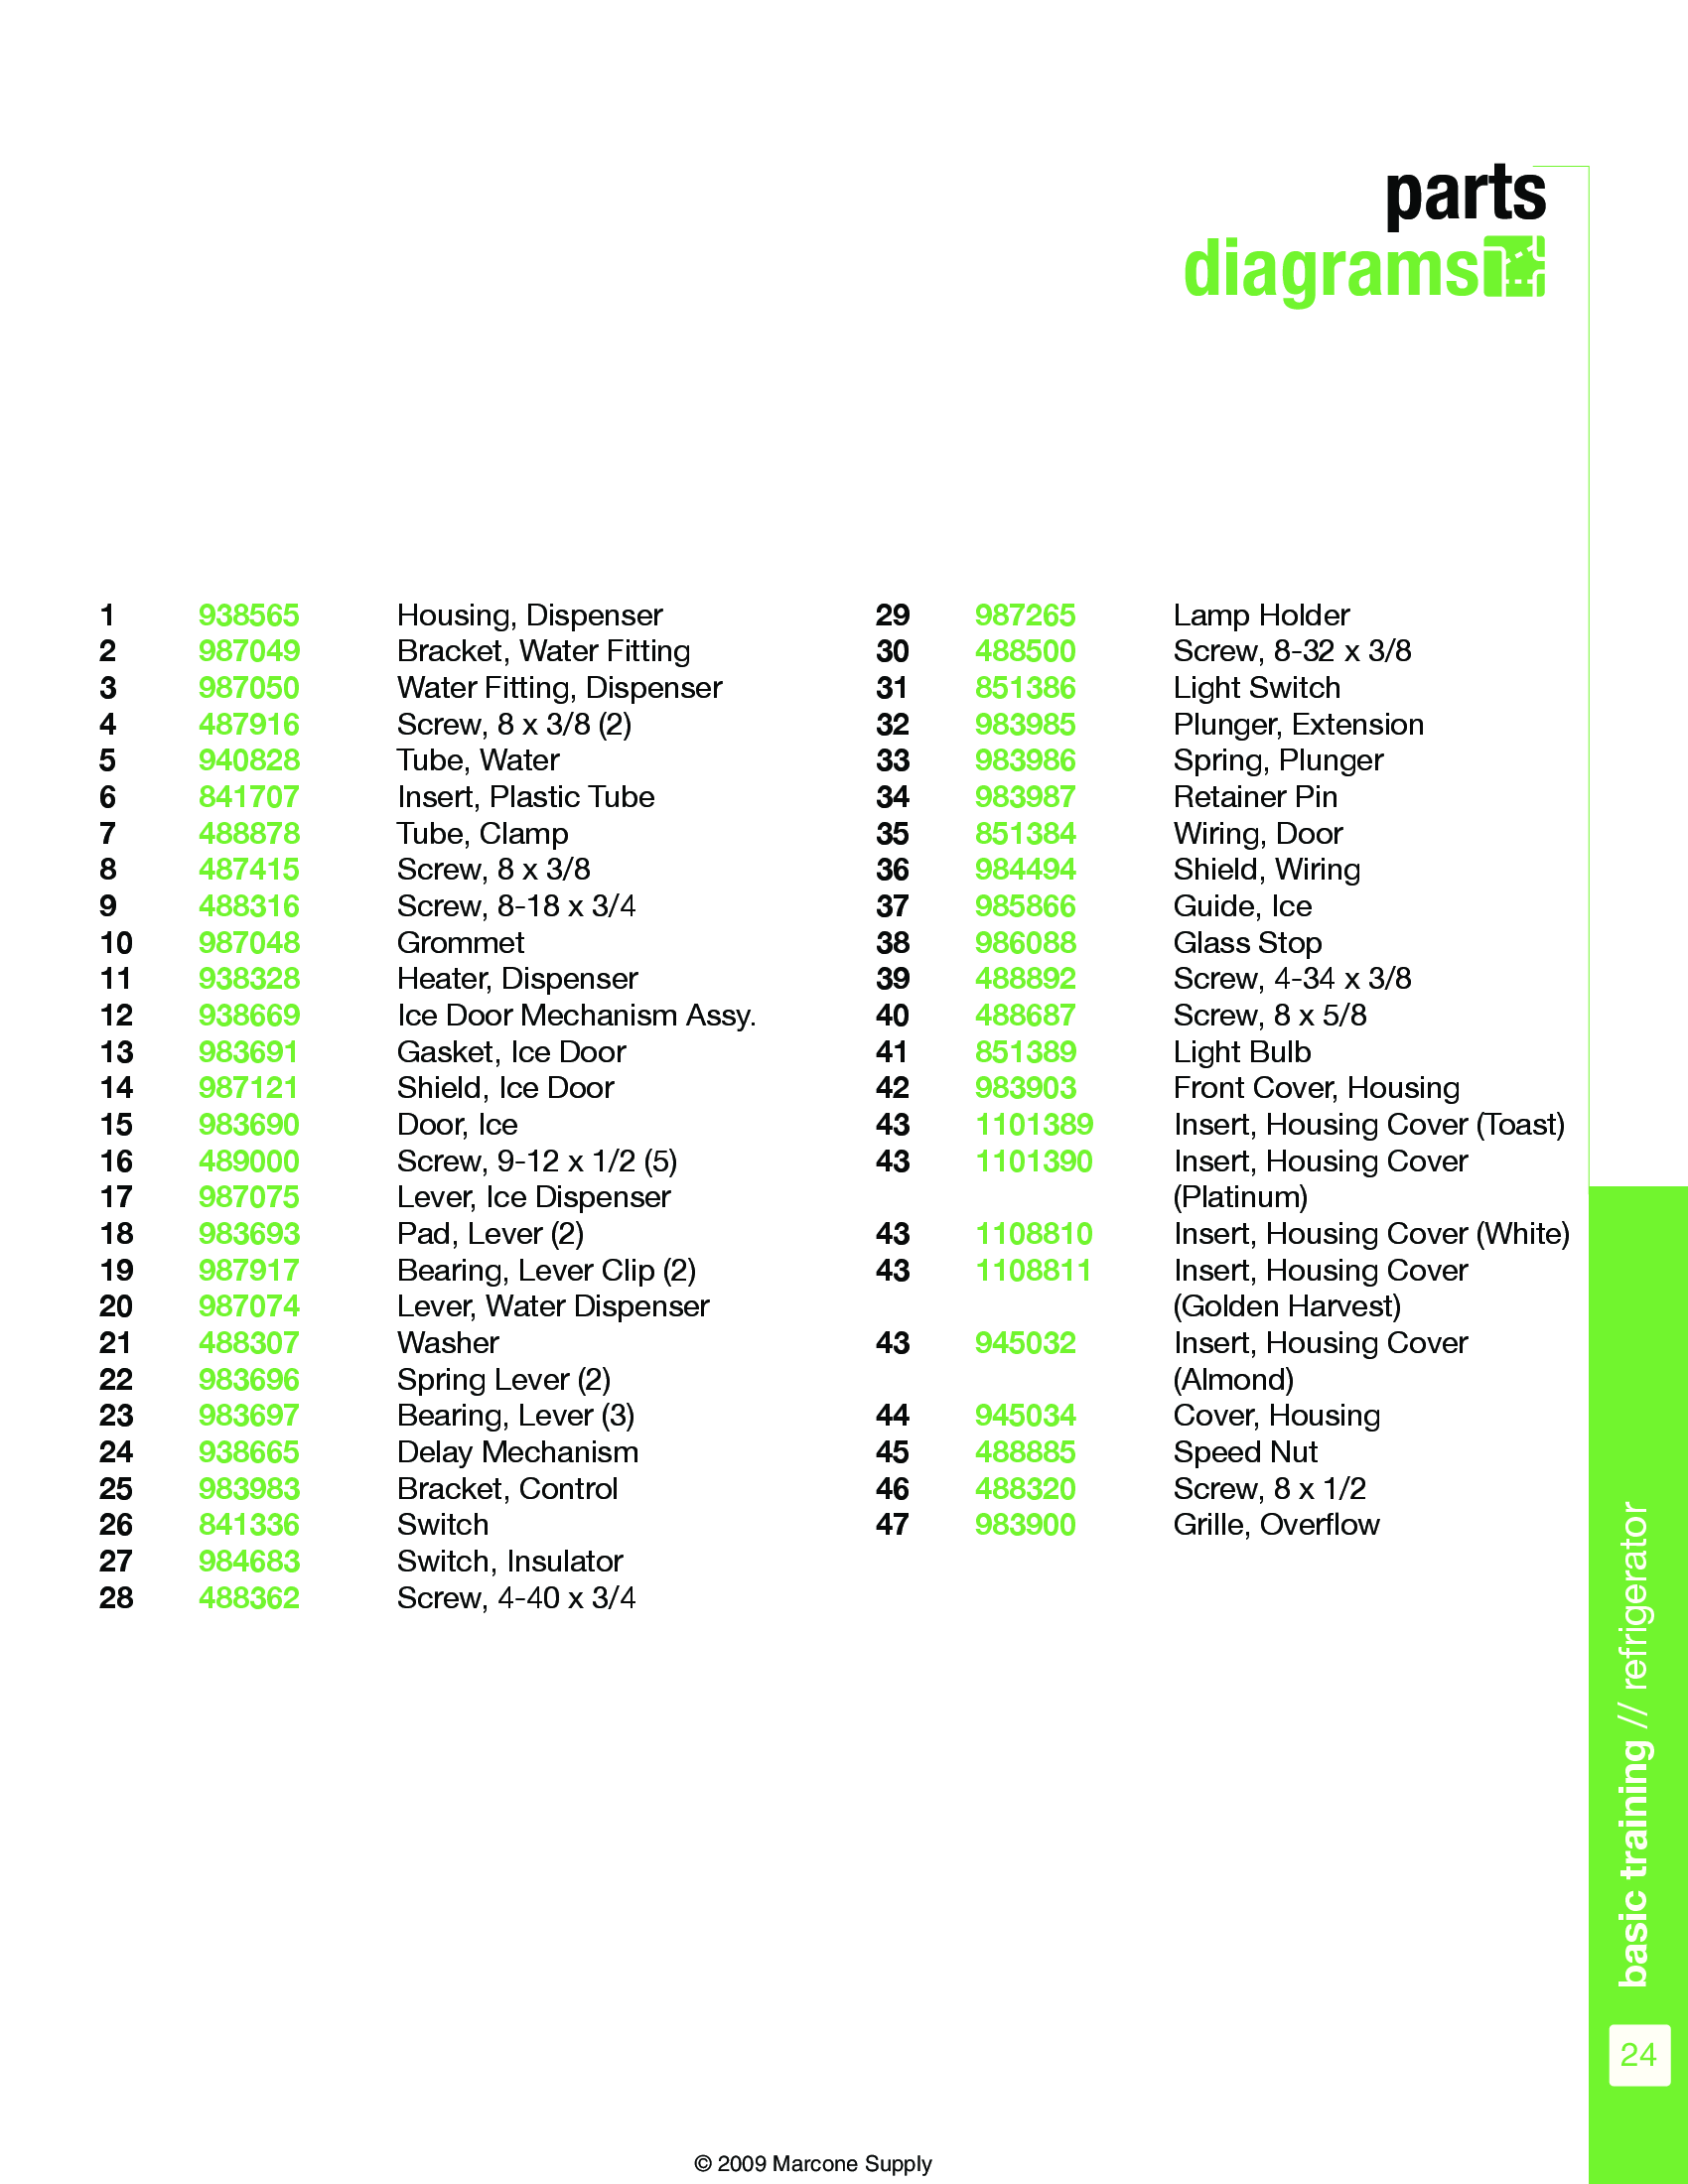 parts
diagrams
1 938565 Housing, Dispenser
2 987049 Bracket, Water Fitting
3 987050 Water Fitting, Dispenser
4 487916 Screw, 8 x 3/8 (2)
5 940828 Tube, Water
6 841707 Insert, Plastic Tube
7 488878 Tube, Clamp
8 487415 Screw, 8 x 3/8
9 488316 Screw, 8-18 x 3/4
10 987048 Grommet
11 938328 Heater, Dispenser
12 938669 Ice Door Mechanism Assy.
13 983691 Gasket, Ice Door
14 987121 Shield, Ice Door
15 983690 Door, Ice
16 489000 Screw, 9-12 x 1/2 (5)
17 987075 Lever, Ice Dispenser
18 983693 Pad, Lever (2)
19 987917 Bearing, Lever Clip (2)
20 987074 Lever, Water Dispenser
21 488307 Washer
22 983696 Spring Lever (2)
23 983697 Bearing, Lever (3)
24 938665 Delay Mechanism
25 983983 Bracket, Control
26 841336 Switch
27 984683 Switch, Insulator
28 488362 Screw, 4-40 x 3/4
29 987265 Lamp Holder
30 488500 Screw, 8-32 x 3/8
31 851386 Light Switch
32 983985 Plunger, Extension
33 983986 Spring, Plunger
34 983987 Retainer Pin
35 851384 Wiring, Door
36 984494 Shield, Wiring
37 985866 Guide, Ice
38 986088 Glass Stop
39 488892 Screw, 4-34 x 3/8
40 488687 Screw, 8 x 5/8
41 851389 Light Bulb
42 983903 Front Cover, Housing
43 1101389 Insert, Housing Cover (Toast)
43 1101390 Insert, Housing Cover
(Platinum)
43 1108810 Insert, Housing Cover (White)
43 1108811 Insert, Housing Cover
(Golden Harvest)
43 945032 Insert, Housing Cover
(Almond)
44 945034 Cover, Housing
45 488885 Speed Nut
46 488320 Screw, 8 x 1/2
47 983900 Grille, Overflow
basic training // refrigerator
24
© 2009 Marcone Supply